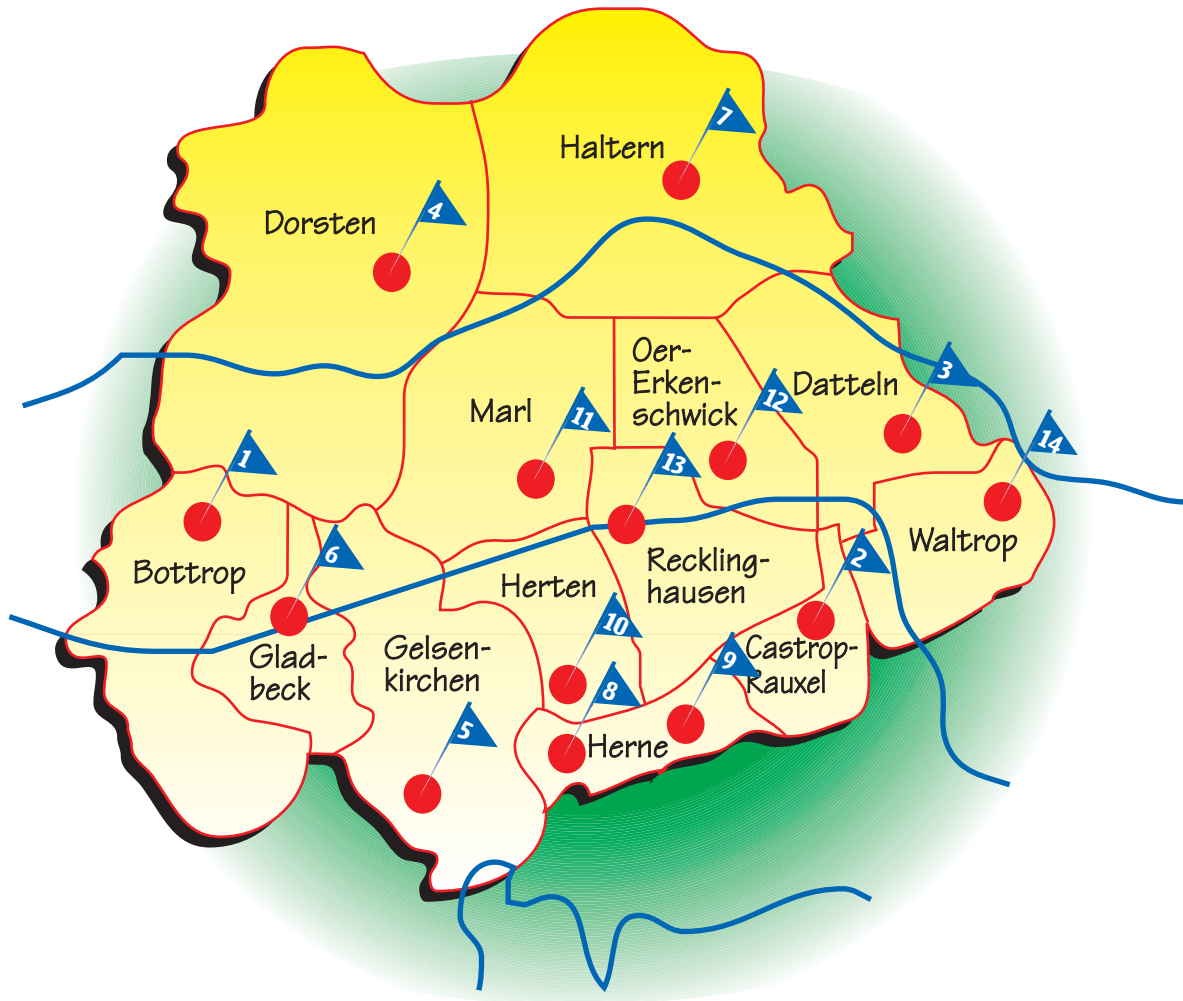 7
Haltern
4
Dorsten
Oer-
Erken-
schwick
3
12
Datteln
11
Marl
14
1
13
6
2
Waltrop
Bottrop
Reckling-
hausen
Herten
10
Gelsen-
kirchen
Glad-
beck
9
Castrop-
Rauxel
8
5
Herne